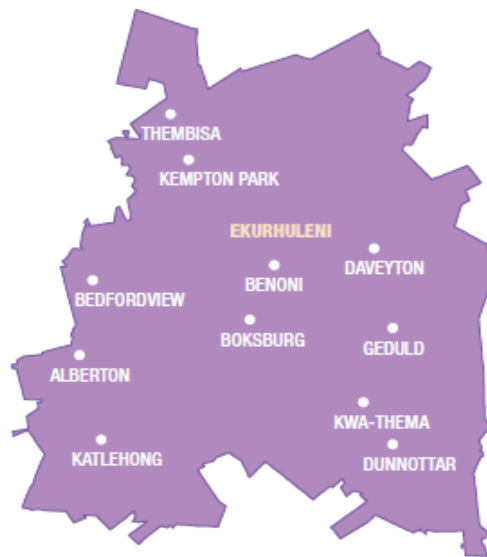 THEMBISA
KEMPTON PARK
EKURHULENI
DAVEYTON
BENONI
BEDFORDVIEW
BOKSBURG
GEDULD
ALBERTON
KWA-THEMA
KATLEHONG
DUNNOTTAR